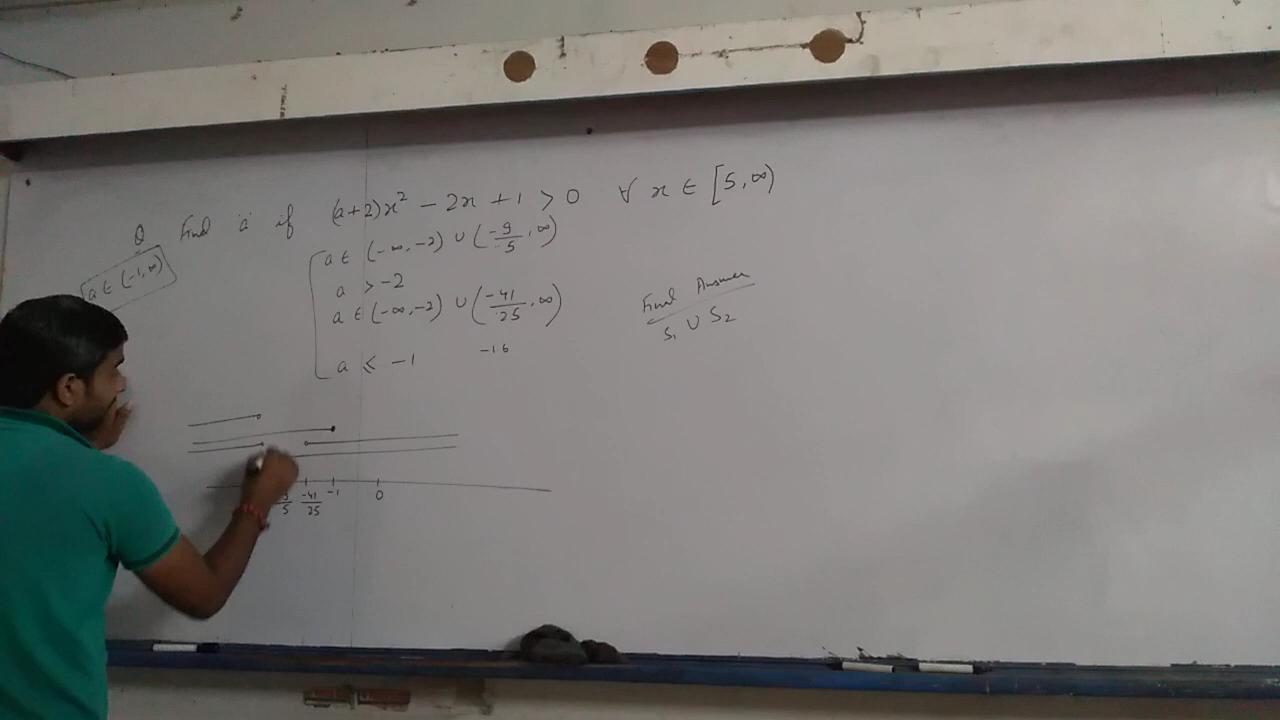 Q Find 'a' if (a+2)x² - 2x + 1 > 0 ∀ x ∈ [5, ∞)
a ∈ (-1, ∞)
a ∈ (-∞, -2) ∪ (-9/5, ∞)
a > -2
a ∈ (-∞, -2) ∪ (-41/25, ∞)
a ≤ -1
-1.6
Final Answer
S₁ ∪ S₂
-41/25 -1 0